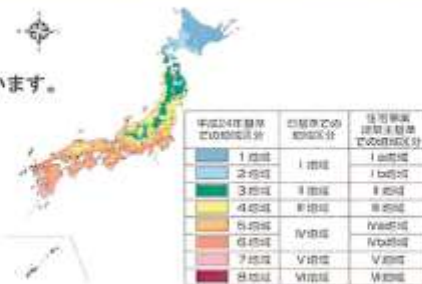 います。
平成24年基準での地域区分 旧基準での地域区分 住宅事業建築主基準での地域区分
1地域 I地域 Ia地域
2地域 Ib地域
3地域 II地域 II地域
4地域 III地域 III地域
5地域 IV地域 IVa地域
6地域 IVb地域
7地域 V地域 V地域
8地域 VI地域 VI地域